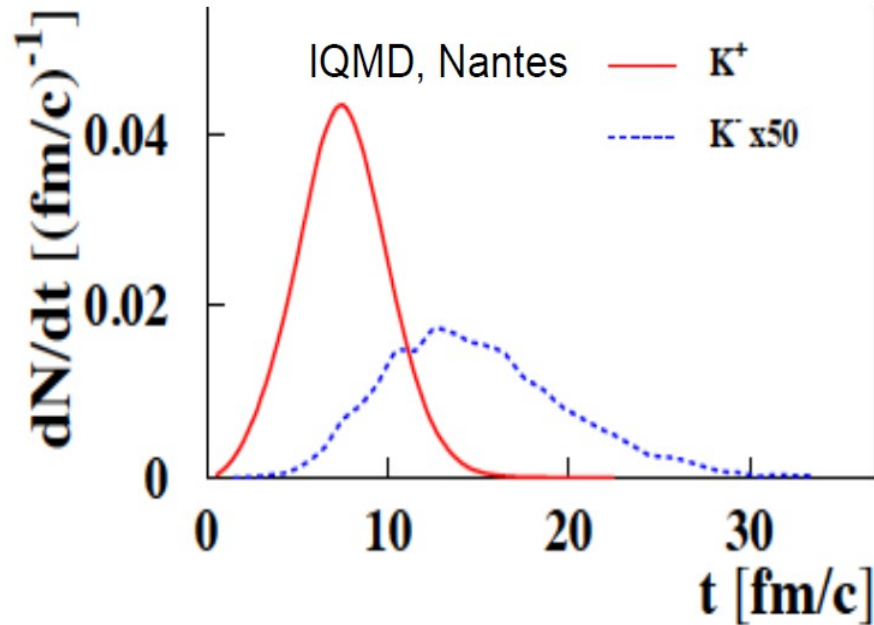 IQMD, Nantes
K⁺
K⁻ x50
dN/dt [(fm/c)⁻¹]
0.04
0.02
0
0 10 20 30
t [fm/c]